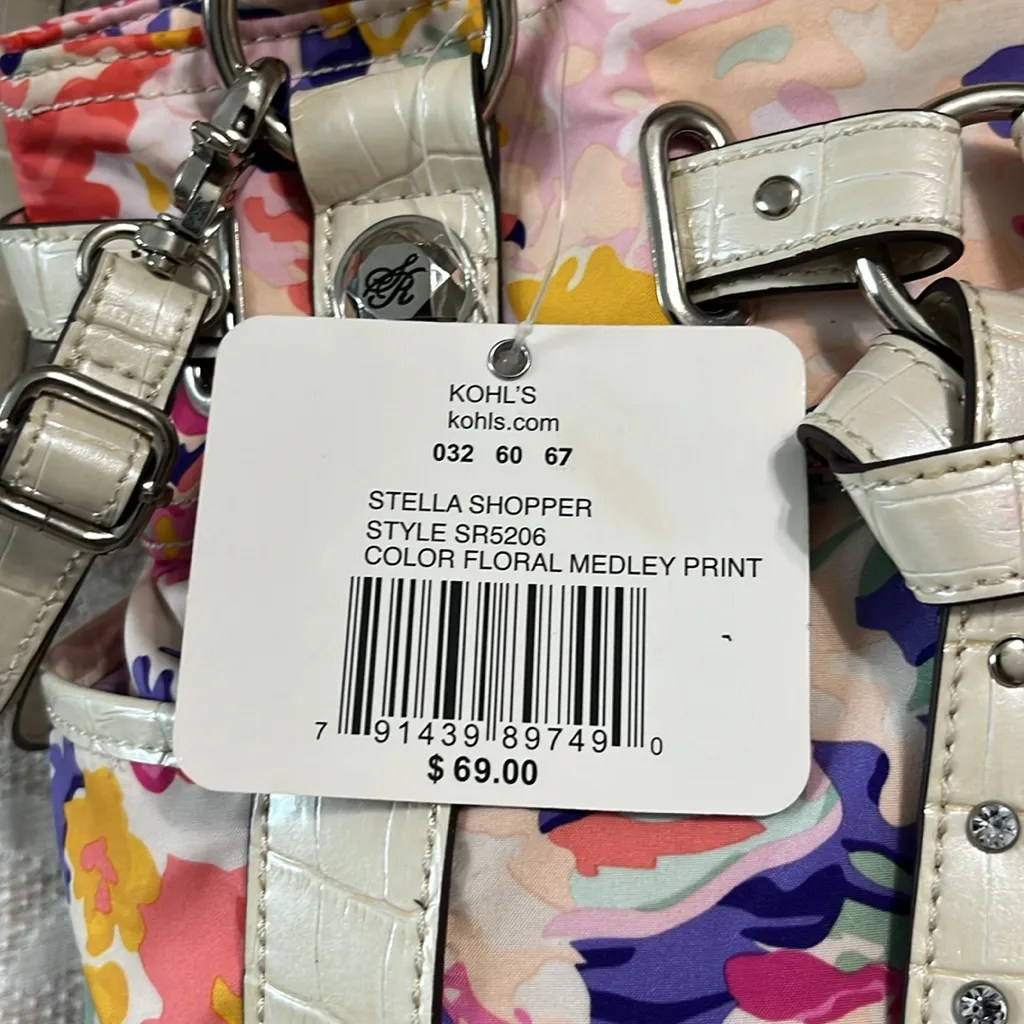 SRK
KOHL'S
kohls.com
032 60 67
STELLA SHOPPER
STYLE SR5206
COLOR FLORAL MEDLEY PRINT
7 91439 89749 0
$ 69.00